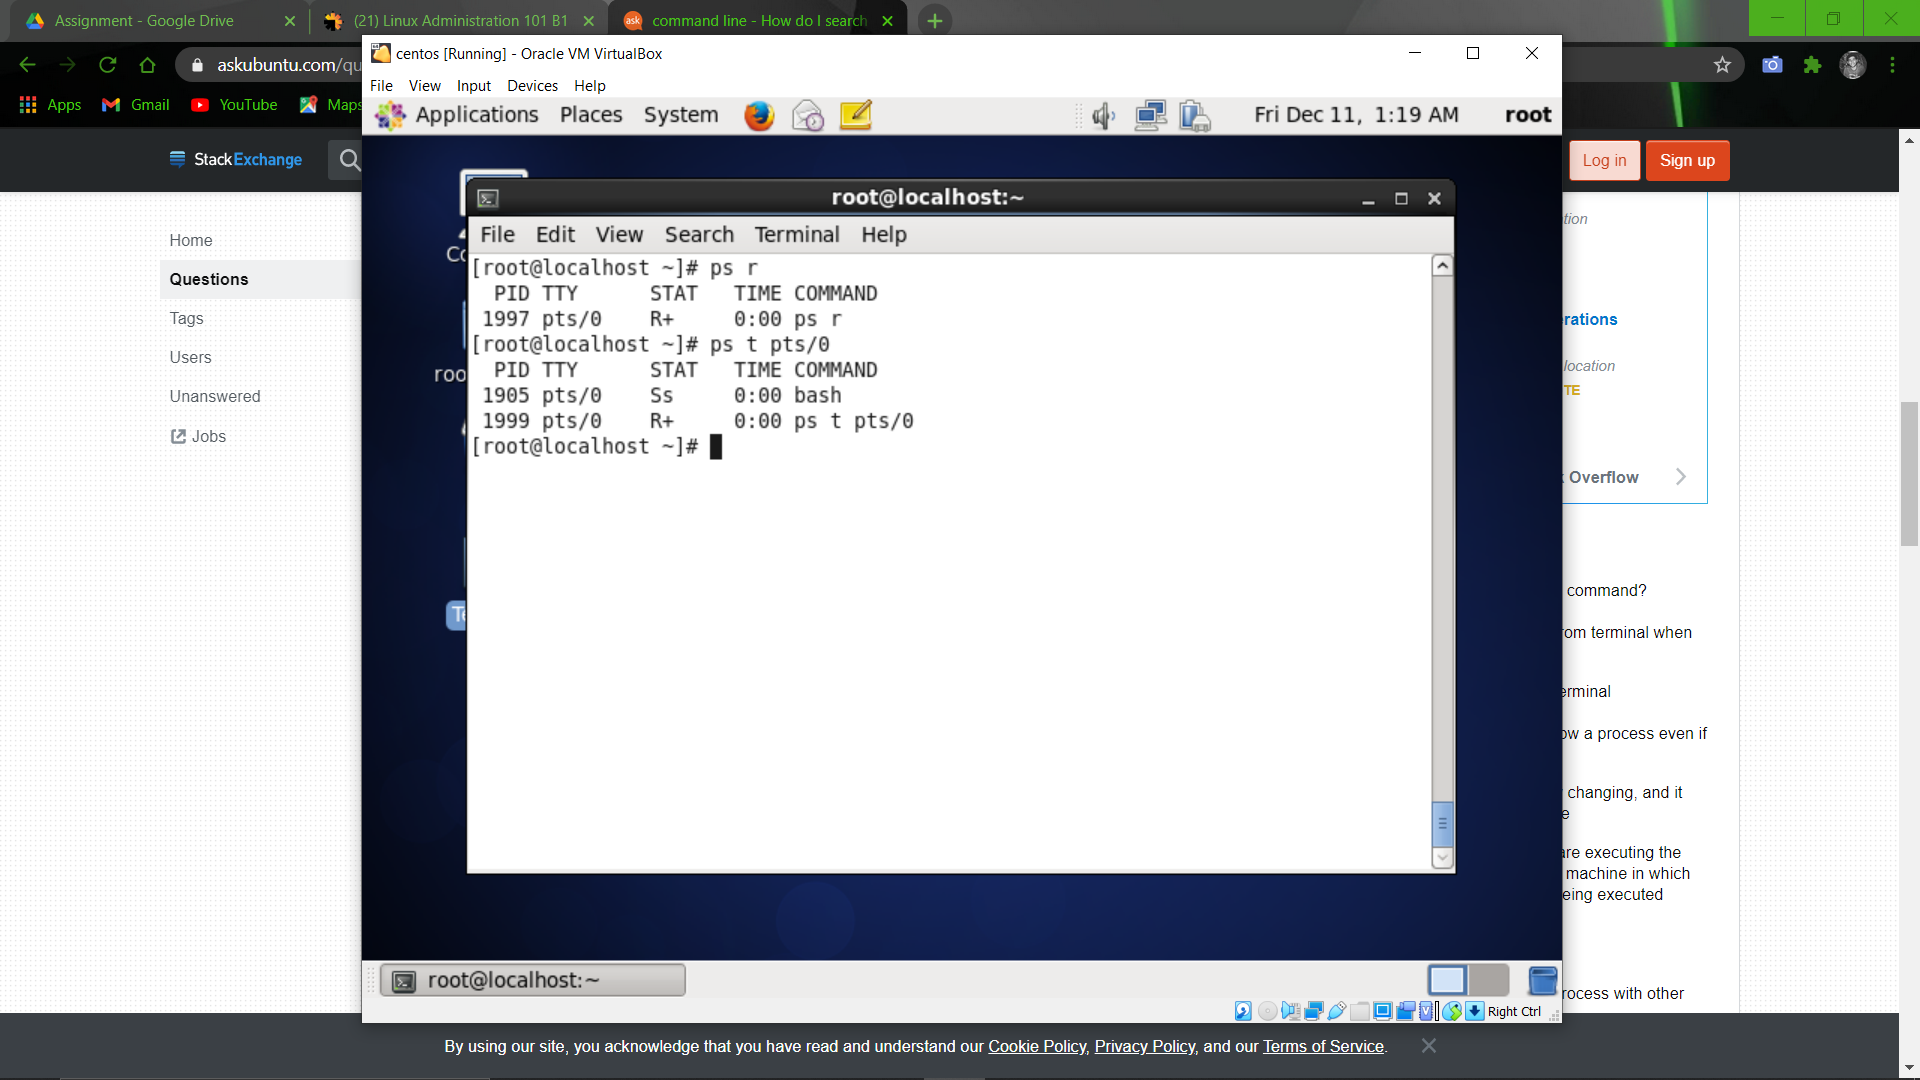 Assignment - Google Drive
(21) Linux Administration 101 B1
command line - How do I search
askubuntu.com/qu
Apps
Gmail
YouTube
Maps
StackExchange
Log in
Sign up
Home
Questions
Tags
Users
Unanswered
Jobs
centos [Running] - Oracle VM VirtualBox
File View Input Devices Help
Applications Places System
Fri Dec 11, 1:19 AM
root
root@localhost:~
File Edit View Search Terminal Help
[root@localhost ~]# ps r
PID TTY STAT TIME COMMAND
1997 pts/0 R+ 0:00 ps r
[root@localhost ~]# ps t pts/0
PID TTY STAT TIME COMMAND
1905 pts/0 Ss 0:00 bash
1999 pts/0 R+ 0:00 ps t pts/0
[root@localhost ~]#
root@localhost:~
Right Ctrl
location
Overflow
command?
om terminal when
erminal
ow a process even if
changing, and it
e
are executing the
machine in which
eing executed
rocess with other
By using our site, you acknowledge that you have read and understand our Cookie Policy, Privacy Policy, and our Terms of Service.